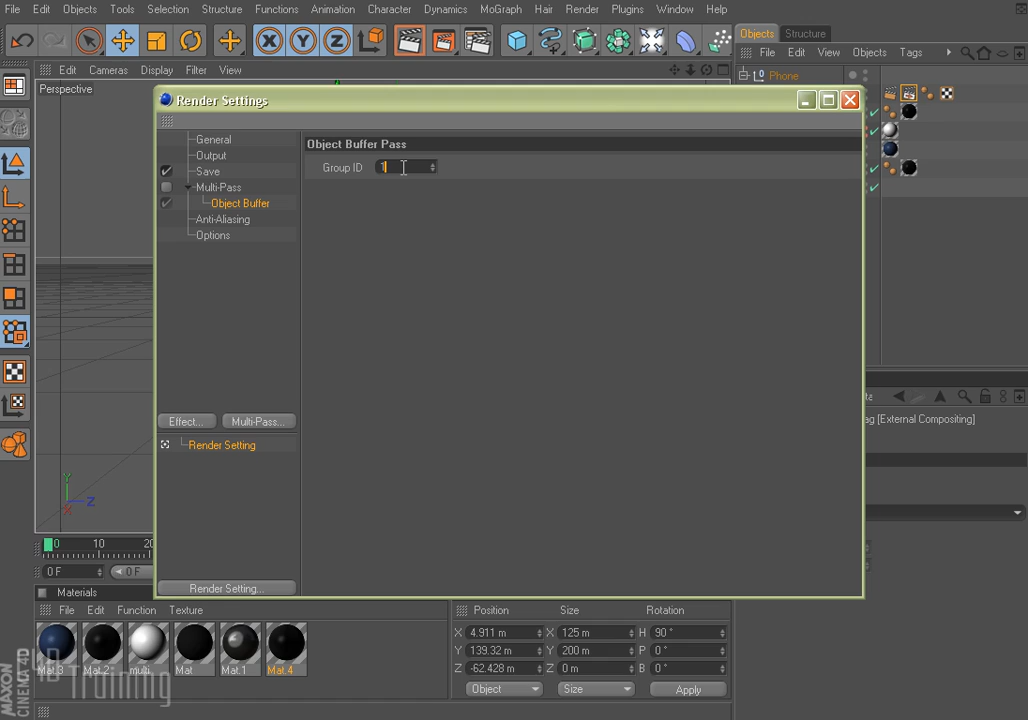 File Edit Objects Tools Selection Structure Functions Animation Character Dynamics MoGraph Hair Render Plugins Window Help
Objects Structure
File Edit View Objects Tags
Edit Cameras Display Filter View
Phone
Perspective
Render Settings
General
Output
Save
Multi-Pass
Object Buffer
Anti-Aliasing
Options
Object Buffer Pass
Group ID 1
ta
ag [External Compositing]
Effect... Multi-Pass...
Render Setting
Render Setting...
Y
Z
X
0 10 20
0 F 0 F
Materials
File Edit Function Texture
Mat.3 Mat.2 multi Mat Mat.1 Mat.4
Position Size Rotation
X 4.911 m X 125 m H 90 °
Y 139.32 m Y 200 m P 0 °
Z -62.428 m Z 0 m B 0 °
Object Size Apply
MAXON
CINEMA 4D
Training